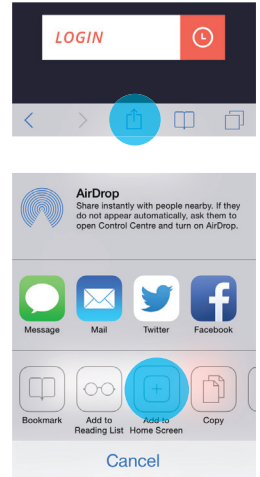 LOGIN
AirDrop
Share instantly with people nearby. If they
do not appear automatically, ask them to
open Control Centre and turn on AirDrop.
Message Mail Twitter Facebook
Bookmark Add to Reading List Add to Home Screen Copy
Cancel